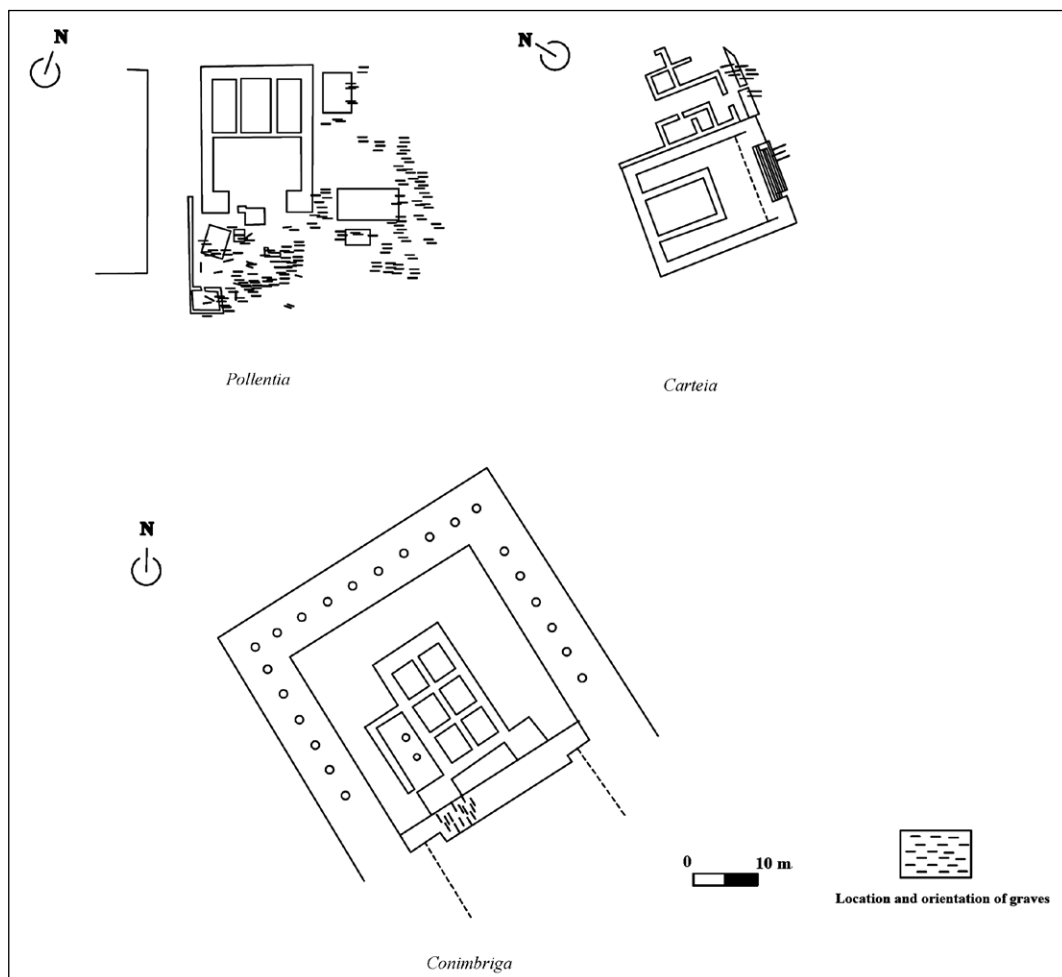 N
N
Pollentia
Carteia
N
0 10 m
Location and orientation of graves
Conimbriga